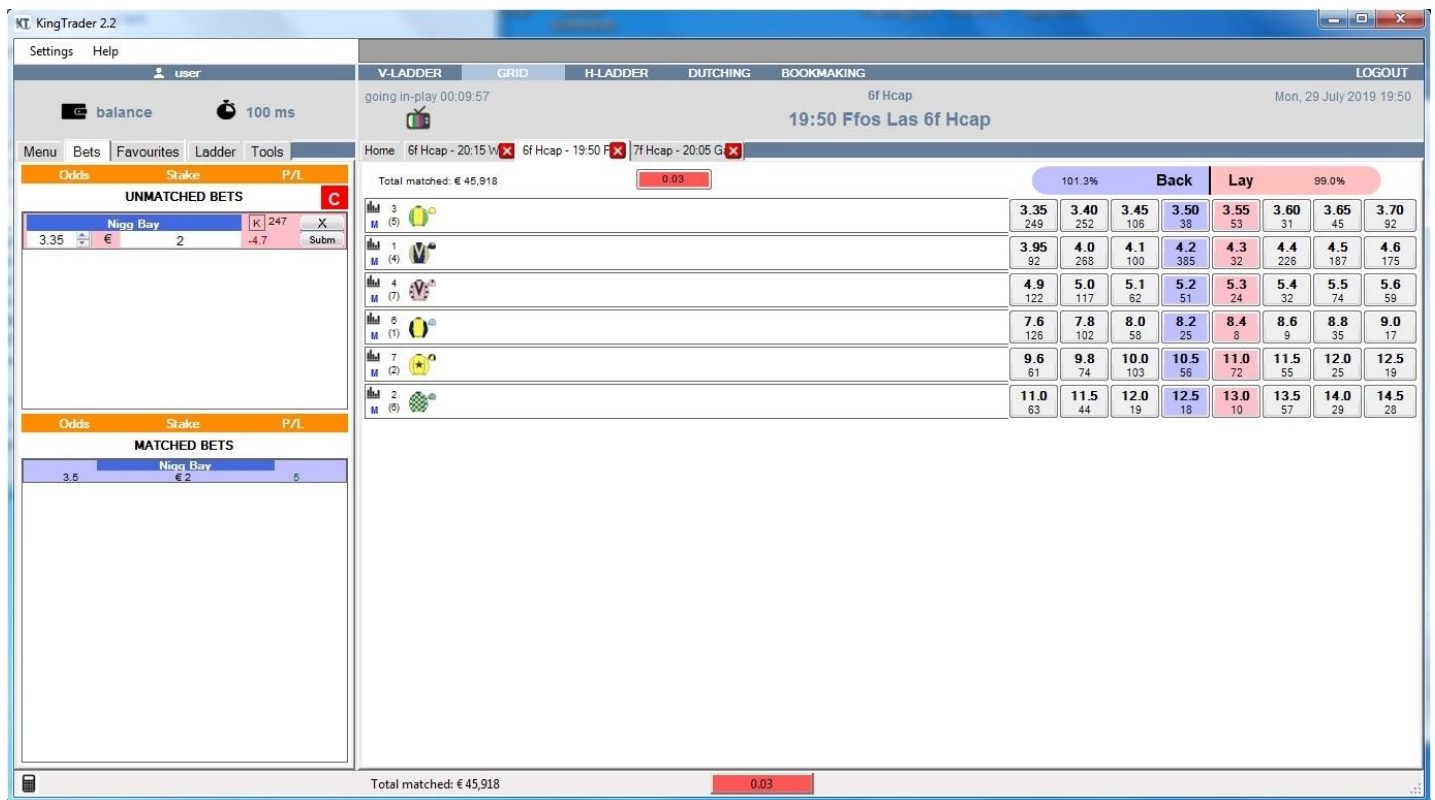 KT KingTrader 2.2
Settings Help
user
V-LADDER GRID H-LADDER DUTCHING BOOKMAKING LOGOUT
balance 100 ms
going in-play 00:09:57 6f Hcap Mon, 29 July 2019 19:50
19:50 Ffos Las 6f Hcap
Menu Bets Favourites Ladder Tools
Home 6f Hcap - 20:15 W 6f Hcap - 19:50 F 7f Hcap - 20:05 G
Odds Stake P/L
UNMATCHED BETS C
Nigg Bay K 247 X
3.35 € 2 -4.7 Subm
Total matched: € 45,918 0.03 101.3% Back Lay 99.0%
3 3.35 3.40 3.45 3.50 3.55 3.60 3.65 3.70
M (5) 249 252 106 38 53 31 45 92
1 3.95 4.0 4.1 4.2 4.3 4.4 4.5 4.6
M (4) 92 268 100 385 32 226 187 175
4 4.9 5.0 5.1 5.2 5.3 5.4 5.5 5.6
M (7) 122 117 62 51 24 32 74 59
6 7.6 7.8 8.0 8.2 8.4 8.6 8.8 9.0
M (1) 126 102 58 25 8 9 35 17
7 9.6 9.8 10.0 10.5 11.0 11.5 12.0 12.5
M (2) 61 74 103 56 72 55 25 19
2 11.0 11.5 12.0 12.5 13.0 13.5 14.0 14.5
M (6) 63 44 19 18 10 57 29 28
Odds Stake P/L
MATCHED BETS
Nigg Bay
3.5 € 2 5
Total matched: € 45,918 0.03